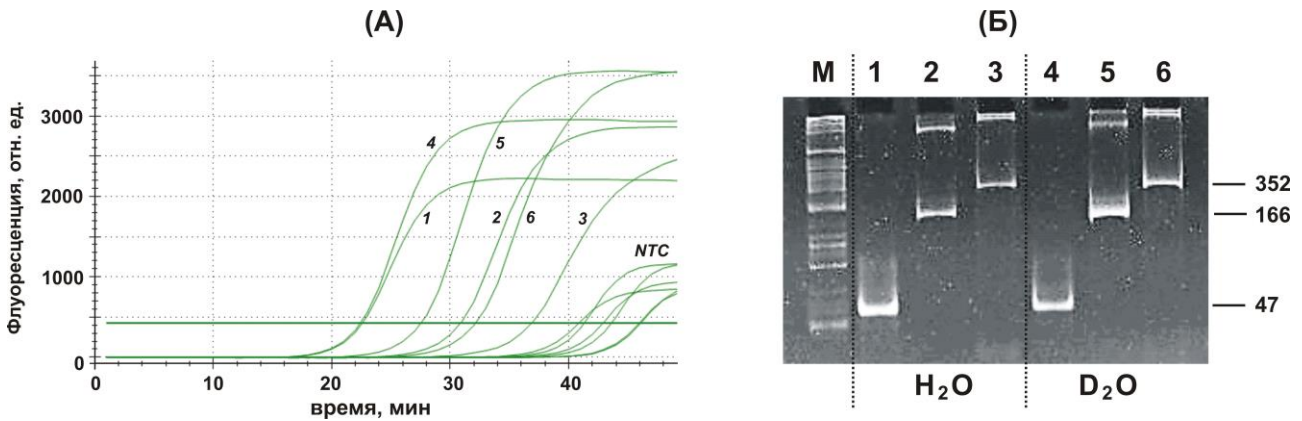 (А)
Флуоресценция, отн. ед.
3000
2000
1000
0
4
5
1
2
6
3
NTC
0 10 20 30 40
время, мин
(Б)
М 1 2 3 4 5 6
352
166
47
H₂O D₂O